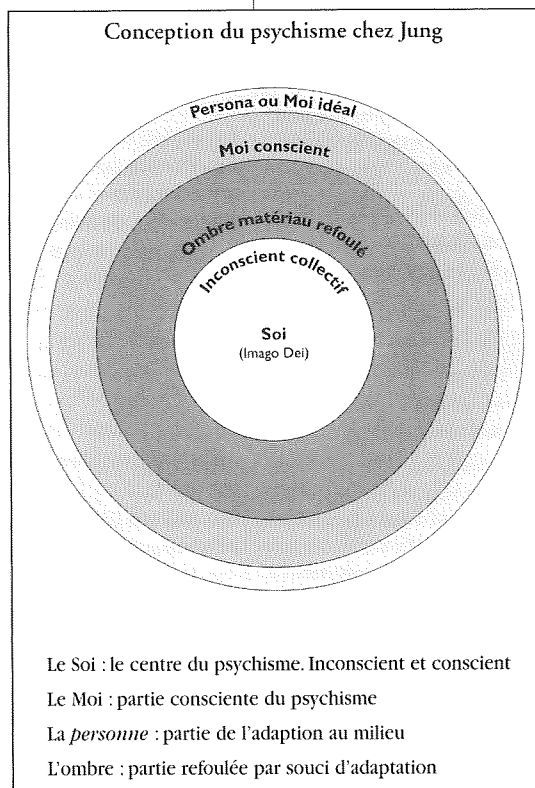 Conception du psychisme chez Jung
Persona ou Moi idéal
Moi conscient
Ombre matériau refoulé
Inconscient collectif
Soi
(Imago Dei)
Le Soi : le centre du psychisme. Inconscient et conscient
Le Moi : partie consciente du psychisme
La personne : partie de l'adaption au milieu
L'ombre : partie refoulée par souci d'adaptation